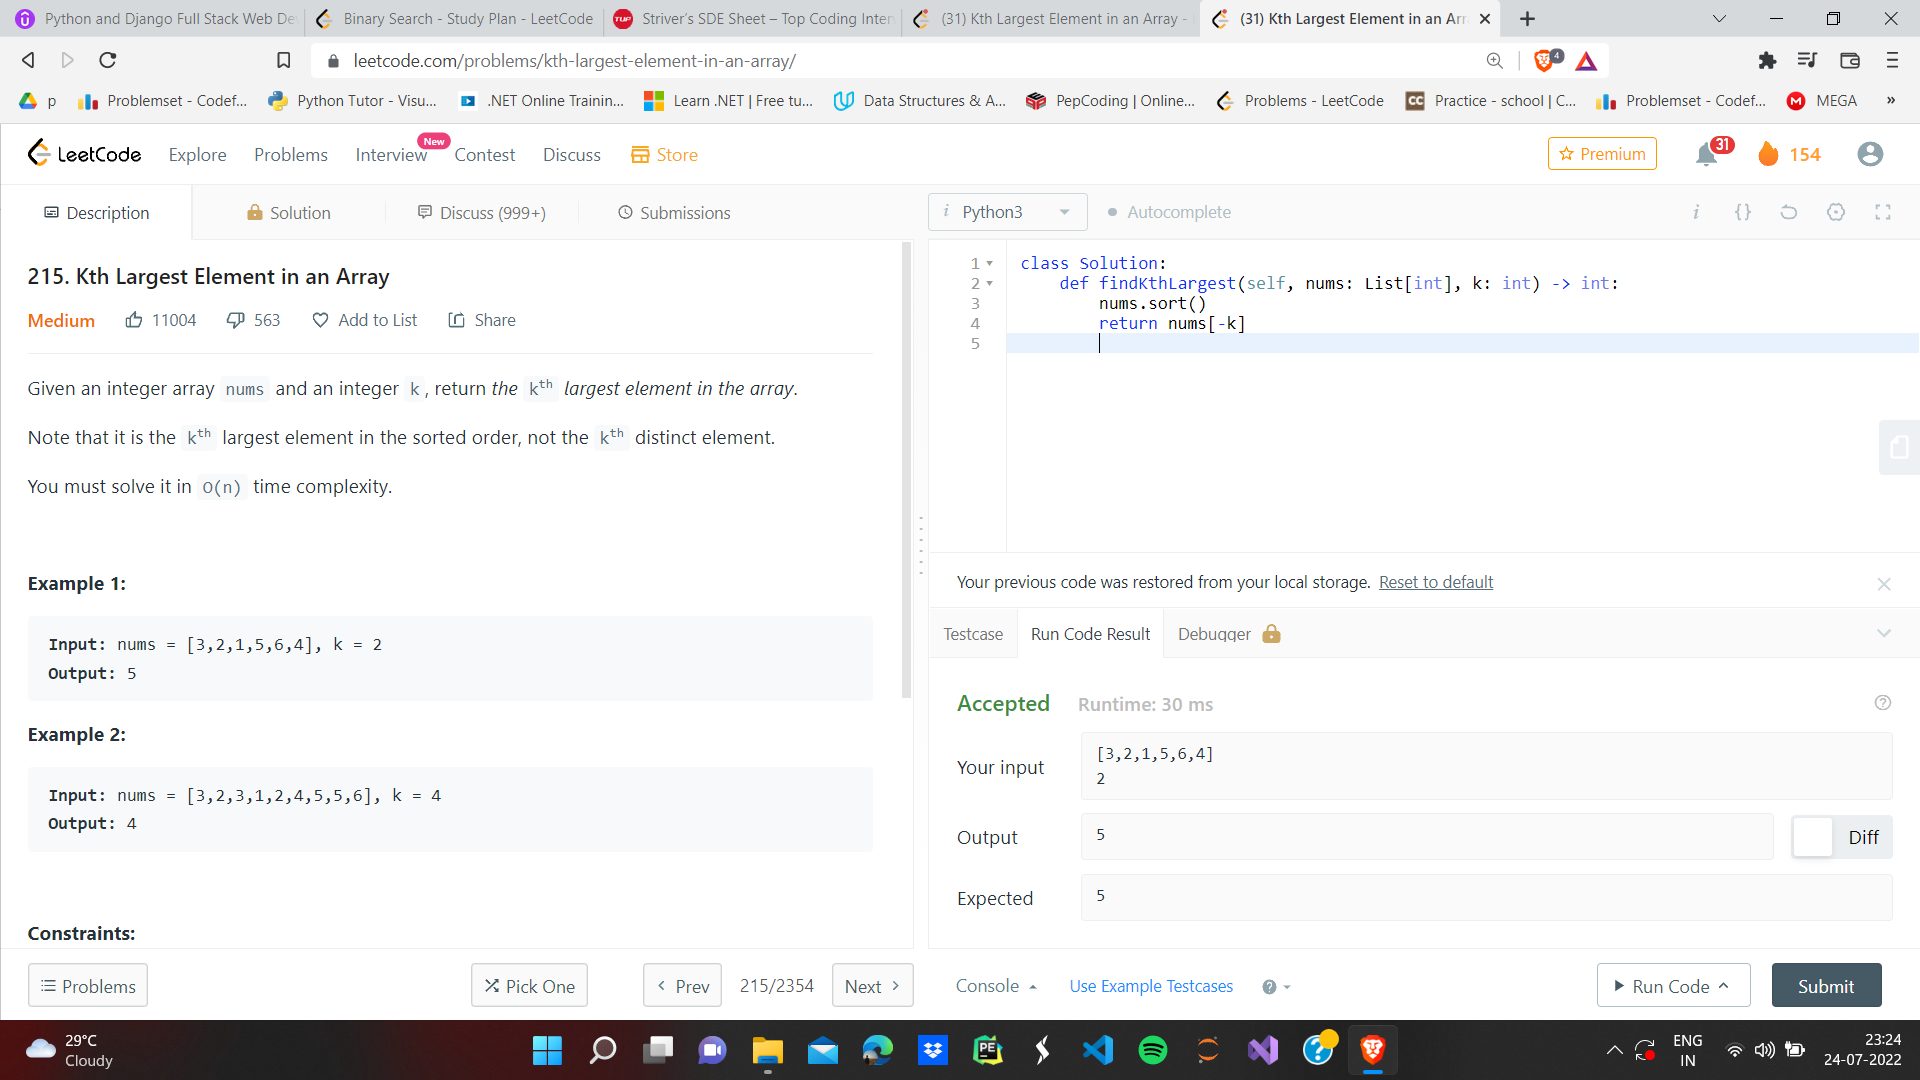 Python and Django Full Stack Web De
Binary Search - Study Plan - LeetCode
Striver's SDE Sheet – Top Coding Inter
(31) Kth Largest Element in an Array -
(31) Kth Largest Element in an Arr
leetcode.com/problems/kth-largest-element-in-an-array/
4
p
Problemset - Codef...
Python Tutor - Visu...
.NET Online Trainin...
Learn .NET | Free tu...
Data Structures & A...
PepCoding | Online...
Problems - LeetCode
Practice - school | C...
Problemset - Codef...
MEGA
»
LeetCode
Explore
Problems
Interview
New
Contest
Discuss
Store
Premium
31
154
Description
Solution
Discuss (999+)
Submissions
i Python3
Autocomplete
i {}
215. Kth Largest Element in an Array
Medium
11004
563
Add to List
Share
Given an integer array nums and an integer k, return the kth largest element in the array.
Note that it is the kth largest element in the sorted order, not the kth distinct element.
You must solve it in O(n) time complexity.
Example 1:
Input: nums = [3,2,1,5,6,4], k = 2
Output: 5
Example 2:
Input: nums = [3,2,3,1,2,4,5,5,6], k = 4
Output: 4
Constraints:
Problems
Pick One
Prev
215/2354
Next
1 class Solution:
2 def findKthLargest(self, nums: List[int], k: int) -> int:
3 nums.sort()
4 return nums[-k]
5
Your previous code was restored from your local storage. Reset to default
Testcase
Run Code Result
Debugger
Accepted
Runtime: 30 ms
Your input
[3,2,1,5,6,4]
2
Output
5
Diff
Expected
5
Console
Use Example Testcases
Run Code
Submit
29°C
Cloudy
ENG
IN
23:24
24-07-2022